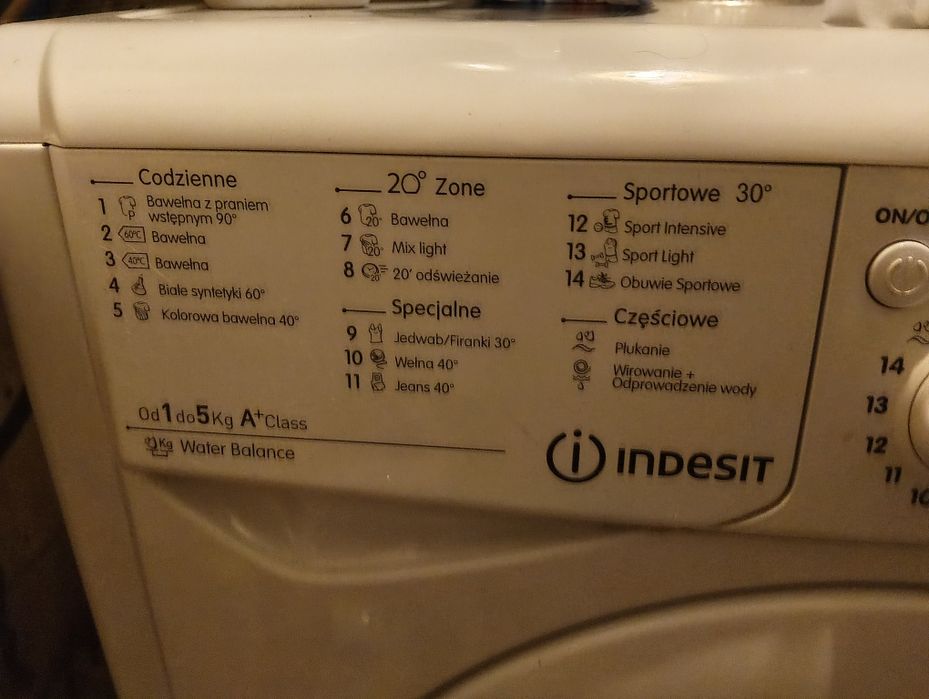 Codzienne
1 P Bawełna z praniem
wstępnym 90°
2 60°C Bawełna
3 40°C Bawełna
4 Białe syntetyki 60°
5 Kolorowa bawełna 40°
Od 1 do 5 Kg A+ Class
Kg Water Balance
20° Zone
6 20° Bawełna
7 20° Mix light
8 20° 20' odświeżanie
Specjalne
9 Jedwab/Firanki 30°
10 Wełna 40°
11 Jeans 40°
Sportowe 30°
12 Sport Intensive
13 Sport Light
14 Obuwie Sportowe
Częściowe
Płukanie
Wirowanie +
Odprowadzenie wody
INDESIT
ON/O
14
13
12
11
10